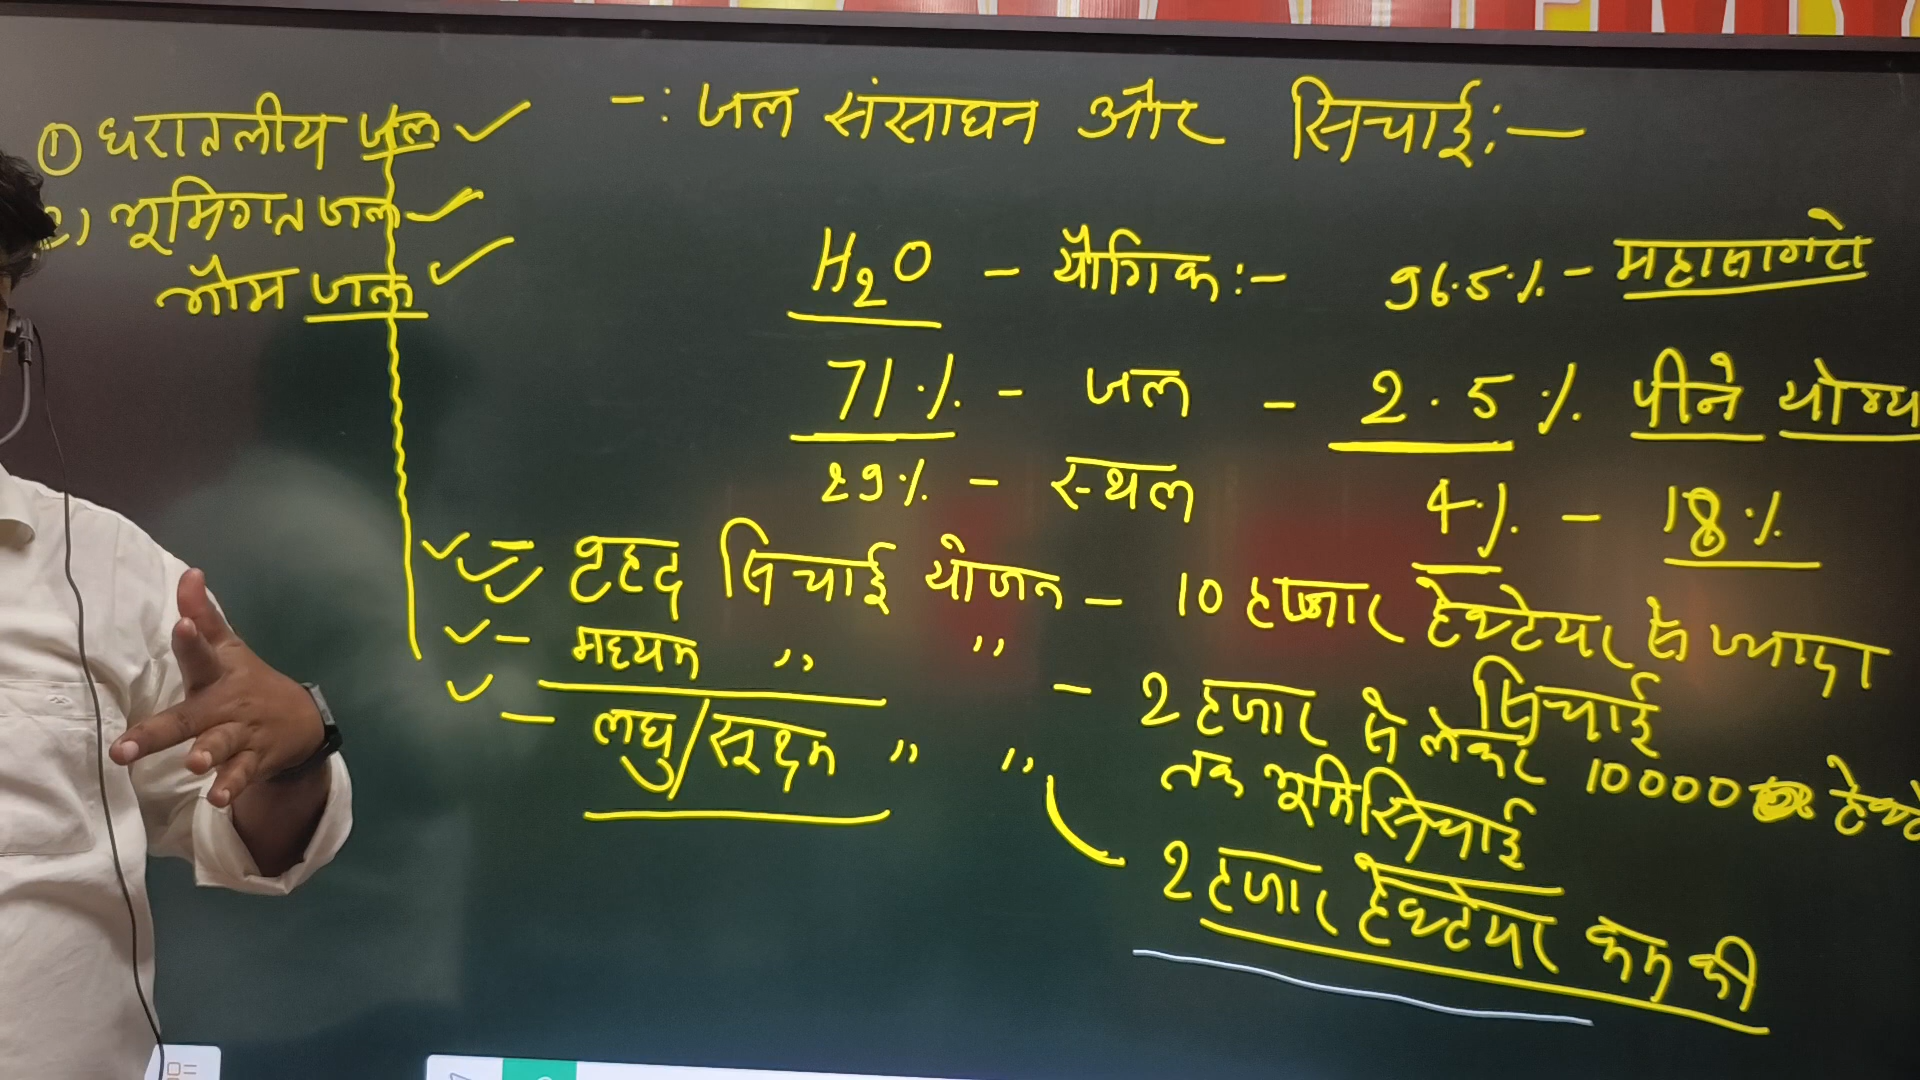 -: जल संसाधन और सिचाई:—
① धरातलीय जल
2) भूमिगत जल
भौम जल
H₂O - यौगिक:- 96.5% - महासागरो
71% - जल - 2.5% पीने योग्य
29% - स्थल 4% - 18%
- वृहद सिचाई योजन - 10 हजार हेक्टेयर से ज्यादा
सिचाई
- मध्यम " " - 2 हजार से लेकर 10000 हेक्टे
तक भूमि सिचाई
- लघु/सूक्ष्म " "
2 हजार हेक्टेयर कम की